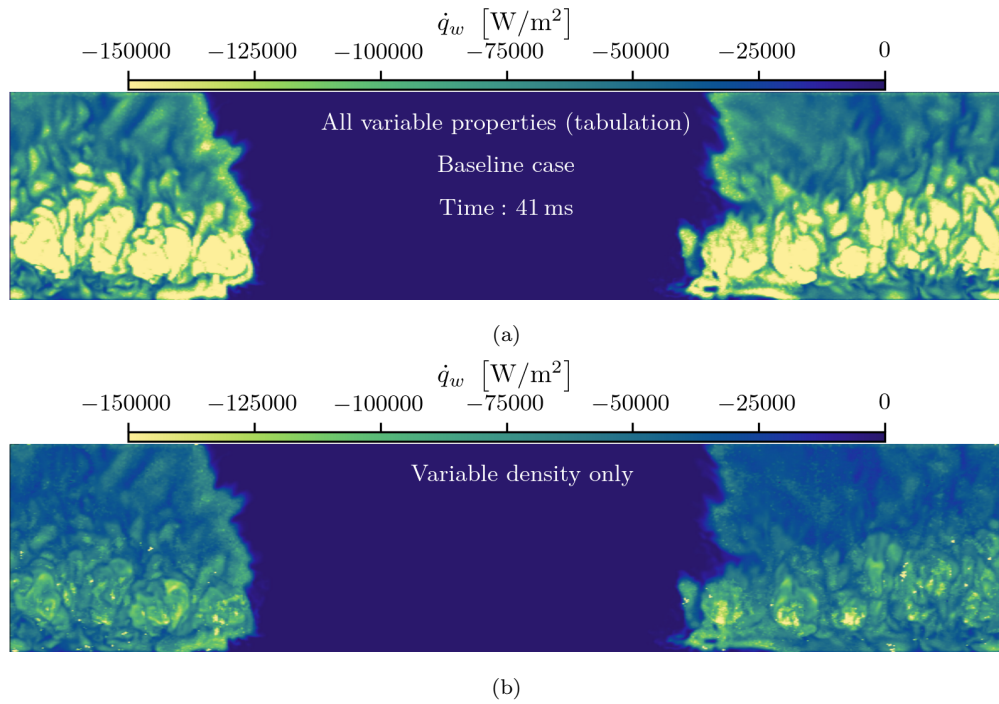 q̇_w [W/m²]
−150000 −125000 −100000 −75000 −50000 −25000 0
All variable properties (tabulation)
Baseline case
Time : 41 ms
(a)
q̇_w [W/m²]
−150000 −125000 −100000 −75000 −50000 −25000 0
Variable density only
(b)